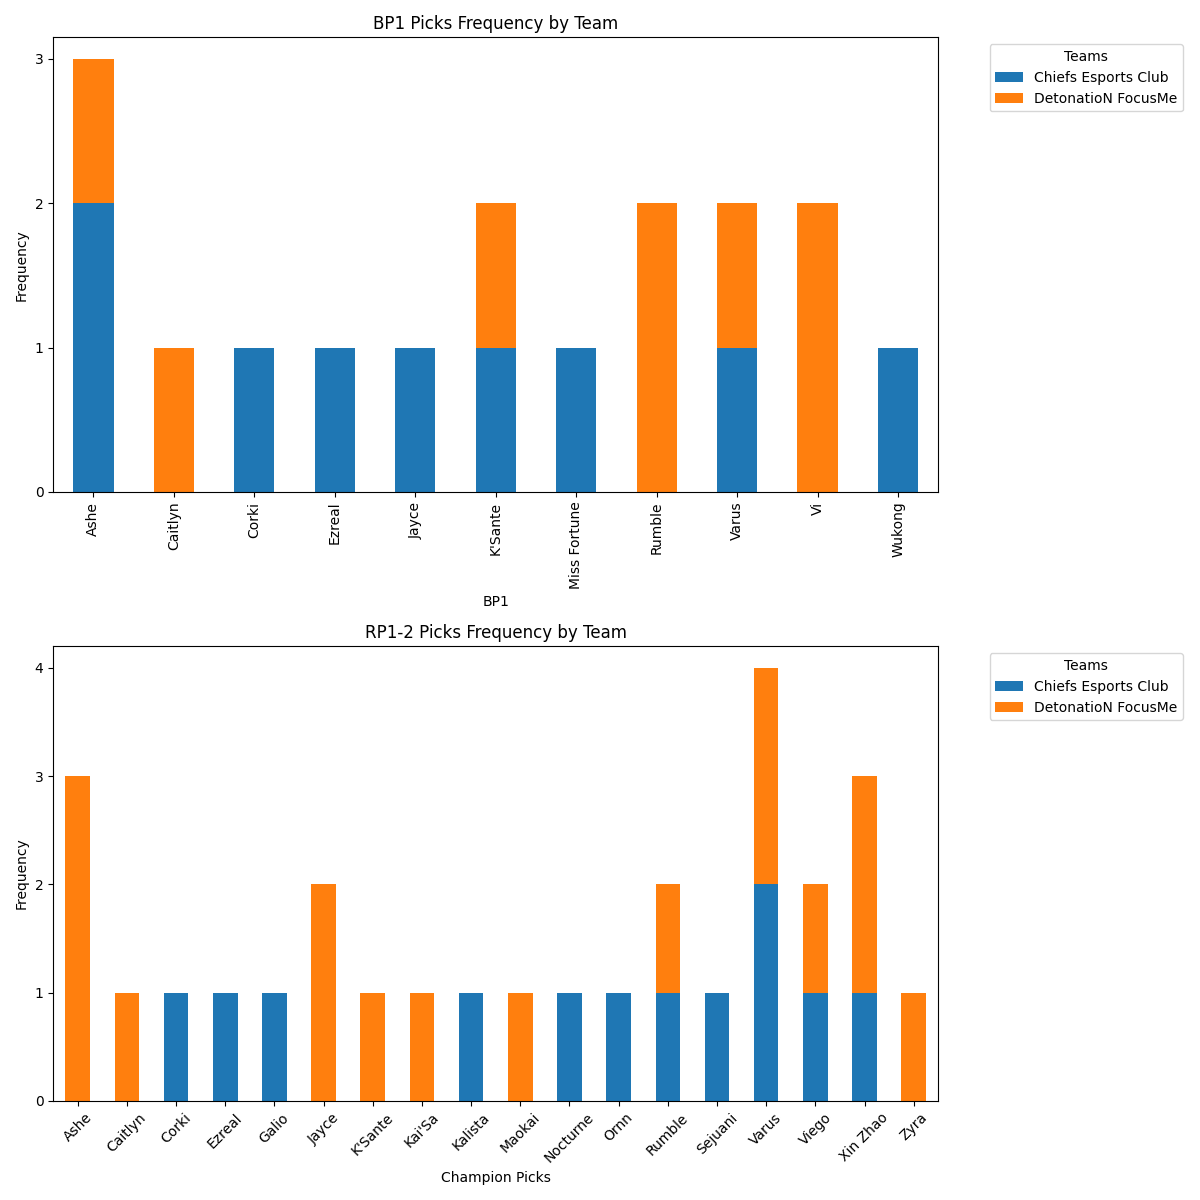 BP1 Picks Frequency by Team
Teams
Chiefs Esports Club
DetonatioN FocusMe
Frequency
3
2
1
0
Ashe
Caitlyn
Corki
Ezreal
Jayce
K'Sante
Miss Fortune
Rumble
Varus
Vi
Wukong
BP1
RP1-2 Picks Frequency by Team
Teams
Chiefs Esports Club
DetonatioN FocusMe
Frequency
4
3
2
1
0
Ashe
Caitlyn
Corki
Ezreal
Galio
Jayce
K'Sante
Kai'Sa
Kalista
Maokai
Nocturne
Ornn
Rumble
Sejuani
Varus
Viego
Xin Zhao
Zyra
Champion Picks